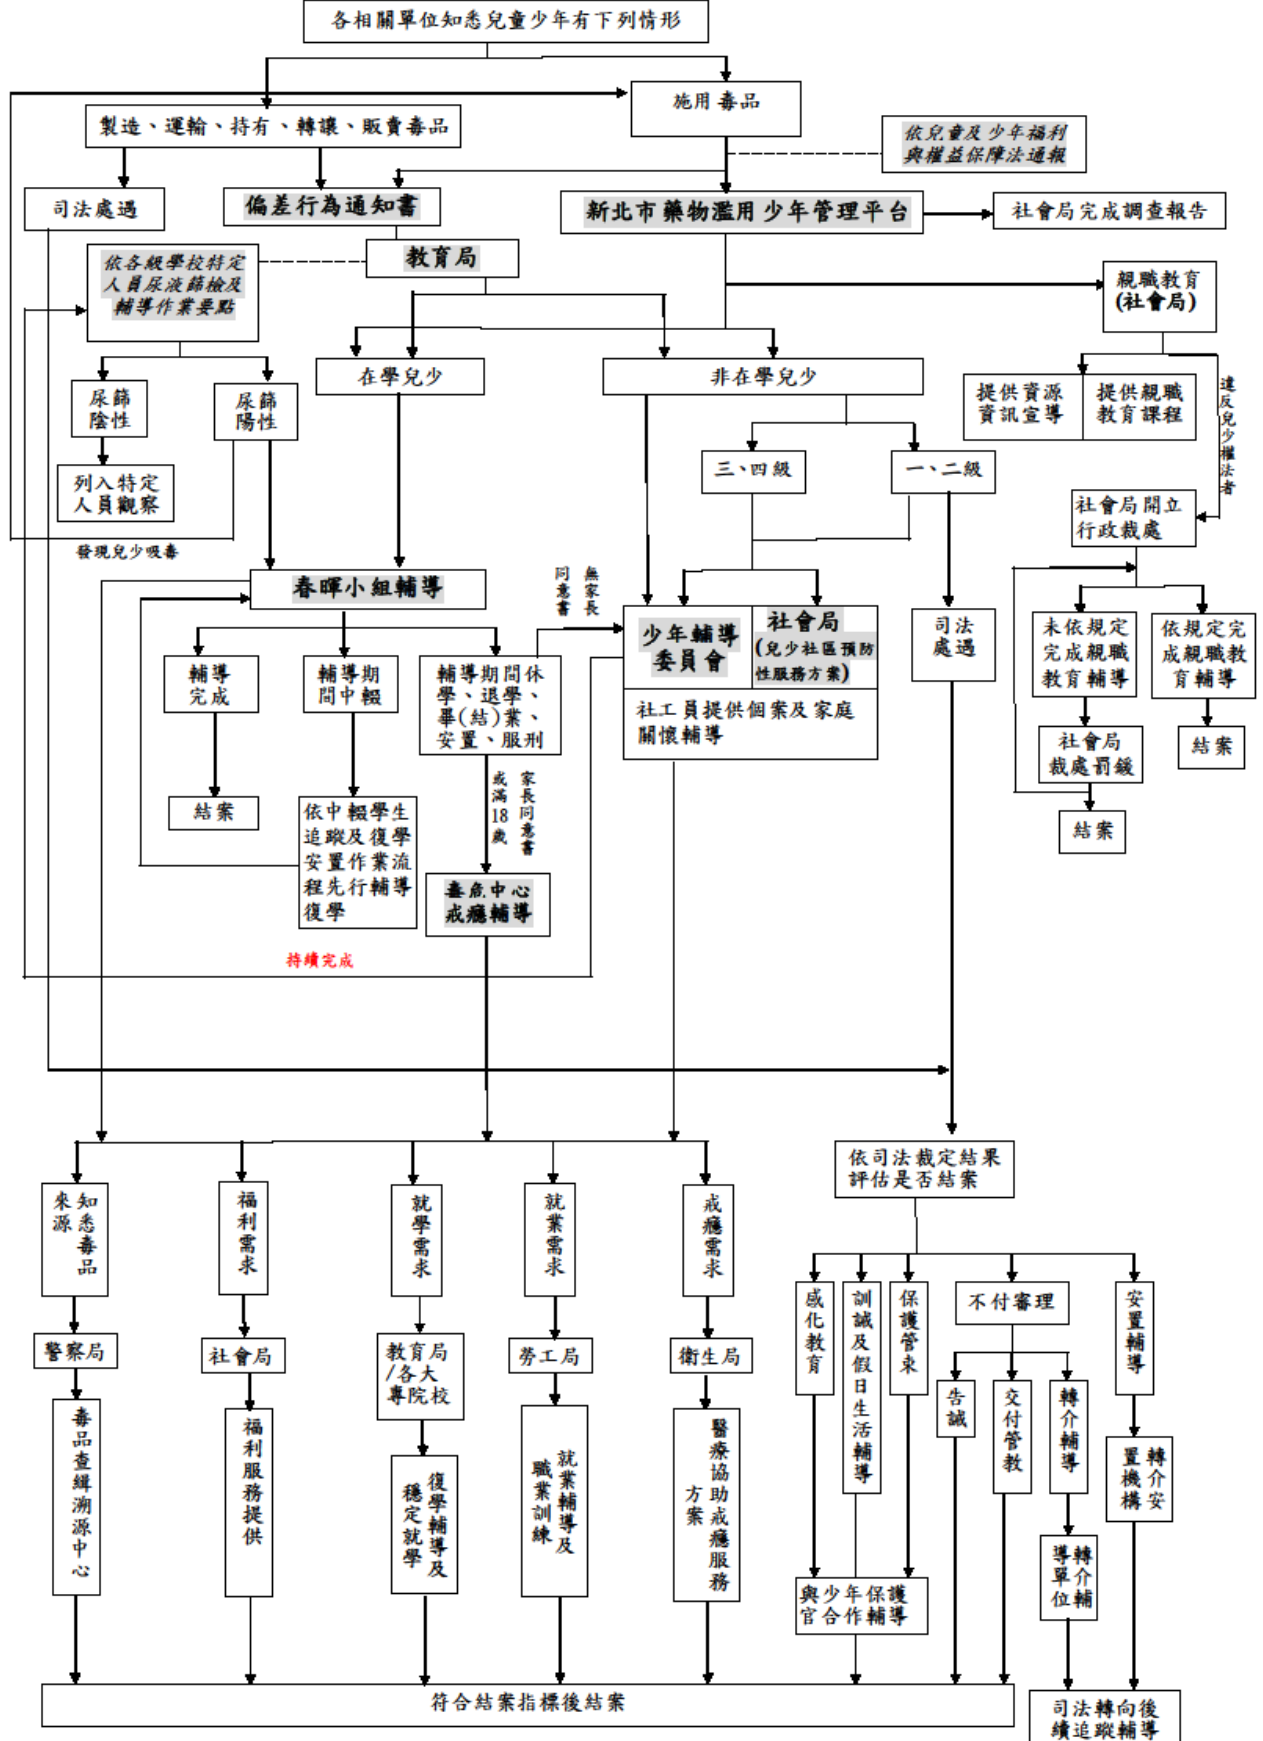 各相關單位知悉兒童少年有下列情形
施用毒品
製造、運輸、持有、轉讓、販賣毒品
依兒童及少年福利
與權益保障法通報
司法處遇
偏差行為通知書
新北市藥物濫用少年管理平台
社會局完成調查報告
教育局
依各級學校特定
人員尿液篩檢及
輔導作業要點
親職教育
(社會局)
在學兒少
非在學兒少
尿篩
陰性
尿篩
陽性
提供資源
資訊宣導
提供親職
教育課程
違反兒少權法者
三、四級
一、二級
列入特定
人員觀察
社會局開立
行政裁處
發現兒少吸毒
春暉小組輔導
無家長
同意書
少年輔導
委員會
社會局
(兒少社區預防
性服務方案)
社工員提供個案及家庭
關懷輔導
司法
處遇
未依規定
完成親職
教育輔導
依規定完
成親職教
育輔導
輔導
完成
輔導期
間中輟
輔導期間休
學、退學、
畢(結)業、
安置、服刑
社會局
裁處罰鍰
結案
結案
結案
家長同意書
或滿18歲
依中輟學生
追蹤及復學
安置作業流
程先行輔導
復學
毒危中心
戒癮輔導
持續完成
依司法裁定結果
評估是否結案
知悉毒品
來源
福利需求
就學需求
就業需求
戒癮需求
感化教育
訓誡及假日生活輔導
保護管束
不付審理
安置輔導
警察局
社會局
教育局
/各大
專院校
勞工局
衛生局
告誡
交付管教
轉介輔導
轉介安
置機構
毒品查緝溯源中心
福利服務提供
復學輔導及
穩定就學
就業輔導及
職業訓練
醫療協助戒癮服務
方案
轉介輔
導單位
與少年保護
官合作輔導
符合結案指標後結案
司法轉向後
續追蹤輔導